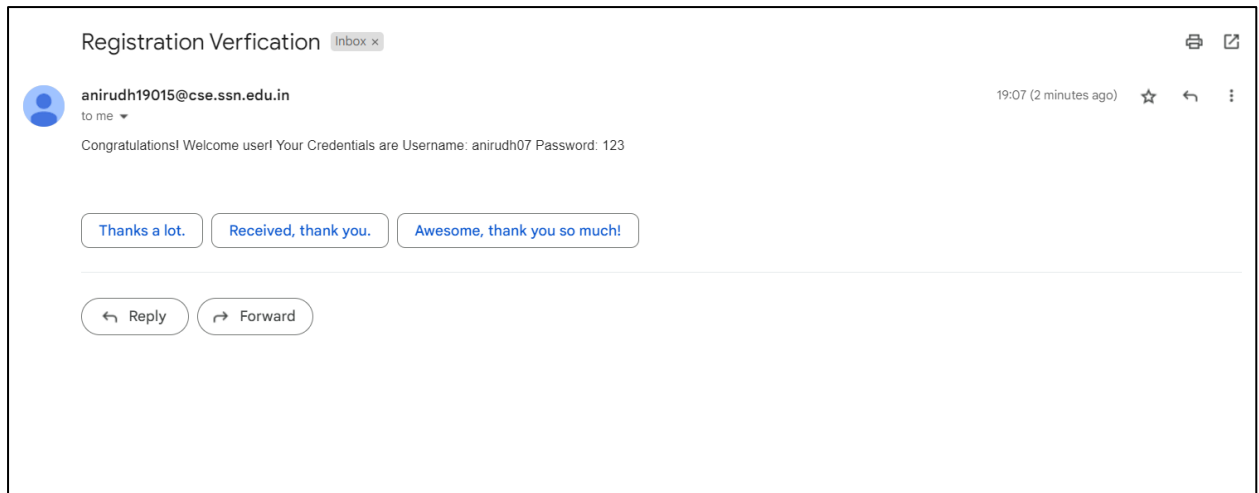 Registration Verfication Inbox ×
anirudh19015@cse.ssn.edu.in 19:07 (2 minutes ago)
to me
Congratulations! Welcome user! Your Credentials are Username: anirudh07 Password: 123
Thanks a lot. Received, thank you. Awesome, thank you so much!
Reply Forward